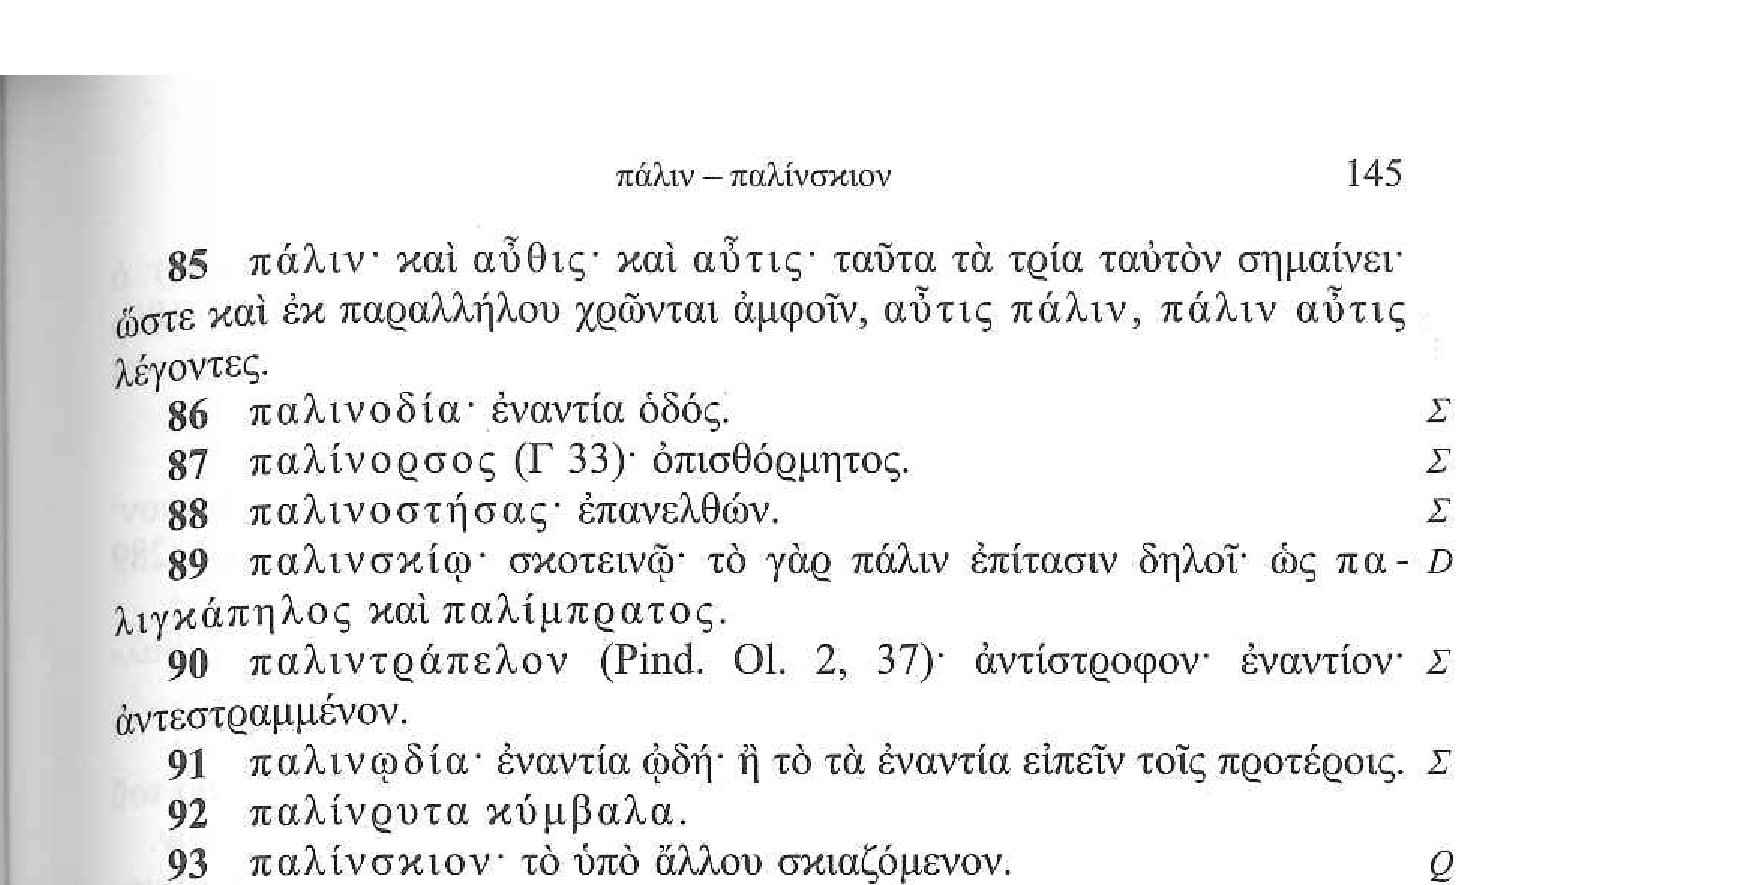 πάλιν – παλίνσκιον 145
85 πάλιν· καὶ αὖθις· καὶ αὖτις· ταῦτα τὰ τρία ταὐτὸν σημαίνει·
ὥστε καὶ ἐκ παραλλήλου χρῶνται ἀμφοῖν, αὖτις πάλιν, πάλιν αὖτις
λέγοντες.
86 παλινοδία· ἐναντία ὁδός. Σ
87 παλίνορσος (Γ 33)· ὀπισθόρμητος. Σ
88 παλινοστήσας· ἐπανελθών. Σ
89 παλινσκίῳ· σκοτεινῷ· τὸ γὰρ πάλιν ἐπίτασιν δηλοῖ· ὡς πα- D
λιγκάπηλος καὶ παλίμπρατος.
90 παλιντράπελον (Pind. Ol. 2, 37)· ἀντίστροφον· ἐναντίον· Σ
ἀντεστραμμένον.
91 παλινῳδία· ἐναντία ᾠδή· ἢ τὸ τὰ ἐναντία εἰπεῖν τοῖς προτέροις. Σ
92 παλίνρυτα κύμβαλα.
93 παλίνσκιον· τὸ ὑπὸ ἄλλου σκιαζόμενον. Q